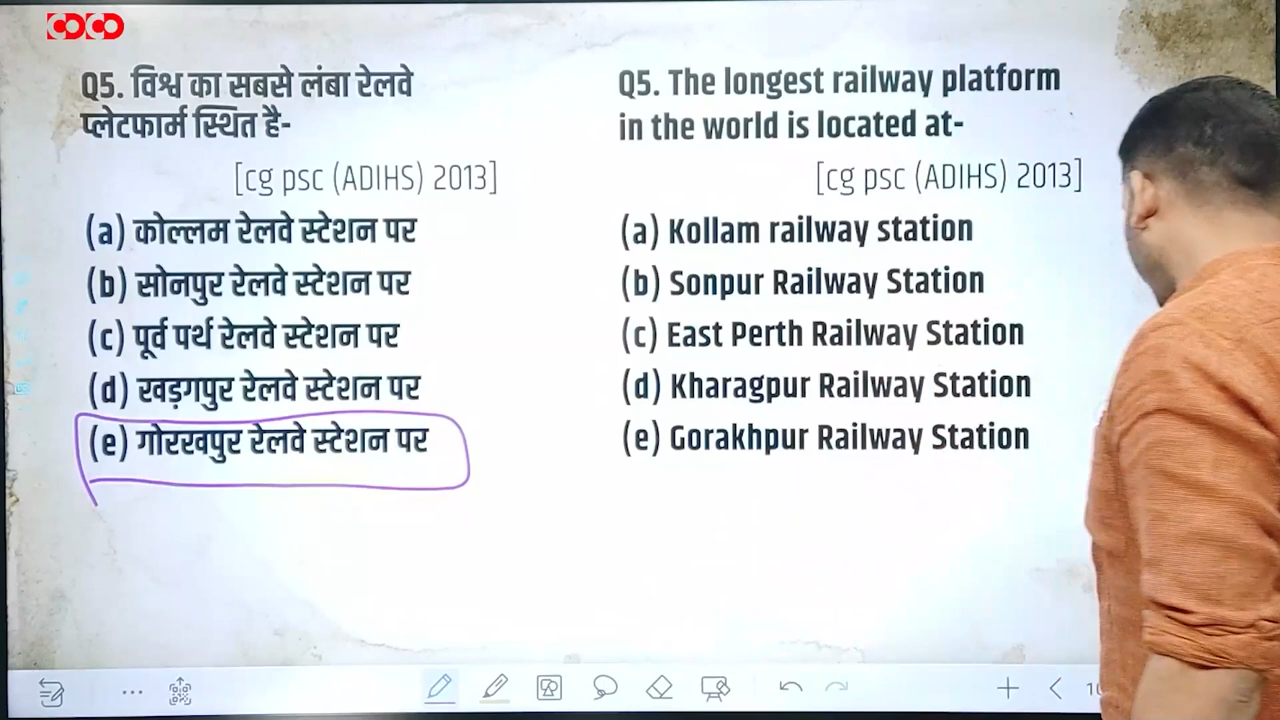 COCO
Q5. विश्व का सबसे लंबा रेलवे
प्लेटफार्म स्थित है-
[cg psc (ADIHS) 2013]
(a) कोल्लम रेलवे स्टेशन पर
(b) सोनपुर रेलवे स्टेशन पर
(c) पूर्व पर्थ रेलवे स्टेशन पर
(d) खड़गपुर रेलवे स्टेशन पर
(e) गोरखपुर रेलवे स्टेशन पर
Q5. The longest railway platform
in the world is located at-
[cg psc (ADIHS) 2013]
(a) Kollam railway station
(b) Sonpur Railway Station
(c) East Perth Railway Station
(d) Kharagpur Railway Station
(e) Gorakhpur Railway Station